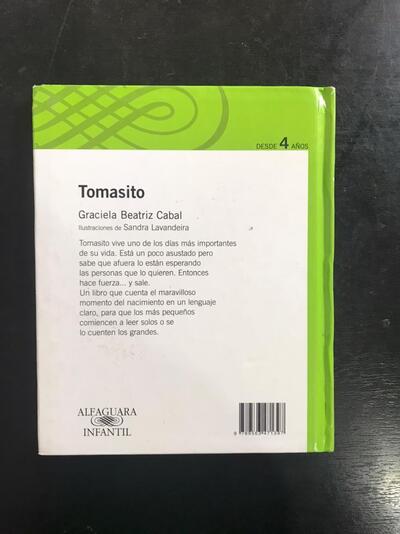 DESDE 4 AÑOS
Tomasito
Graciela Beatriz Cabal
Ilustraciones de Sandra Lavandeira
Tomasito vive uno de los días más importantes
de su vida. Está un poco asustado pero
sabe que afuera lo están esperando
las personas que lo quieren. Entonces
hace fuerza... y sale.
Un libro que cuenta el maravilloso
momento del nacimiento en un lenguaje
claro, para que los más pequeños
comiencen a leer solos o se
lo cuenten los grandes.
ALFAGUARA
INFANTIL